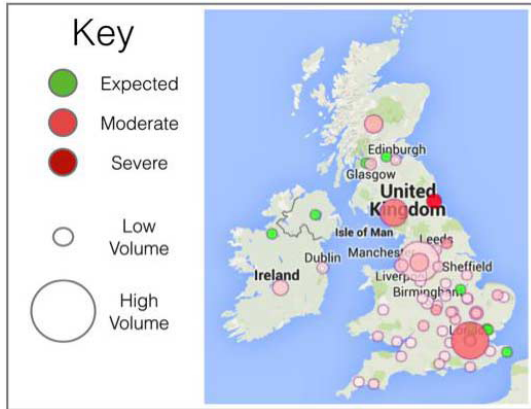 Key
Expected
Moderate
Severe
Low
Volume
High
Volume
Edinburgh
Glasgow
United
Kingdom
Isle of Man
Leeds
Dublin
Manchester
Ireland
Liverpool
Sheffield
Birmingham
London